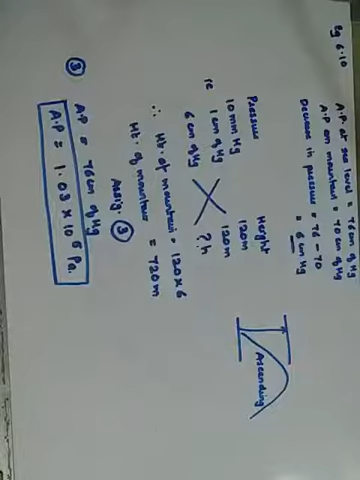 Eg 6.10
A.P. at sea level = 76 cm of Hg
A.P on mountain = 70 cm of Hg
Decrease in pressure = 76 - 70
= 6 cm Hg
Pressure Height
10 mm Hg 120m
ie 1 cm of Hg 120m
6 cm of Hg ? h
∴ Ht. of mountain = 120 x 6
Ht. of mountain = 720 m
Ascending
Assig. ③
③ A.P = 76 cm of Hg
A.P = 1.03 x 10⁵ Pa.